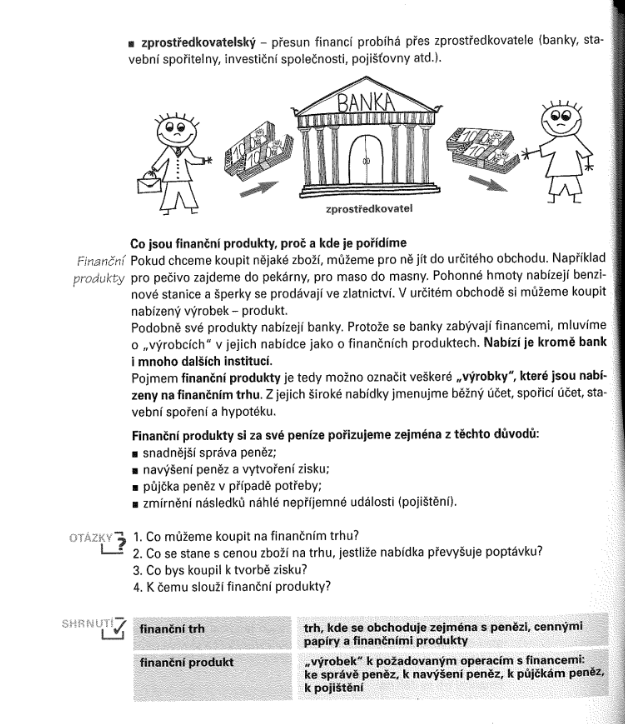 ■ zprostředkovatelský – přesun financí probíhá přes zprostředkovatele (banky, sta-
vební spořitelny, investiční společnosti, pojišťovny atd.).
BANKA
zprostředkovatel
Co jsou finanční produkty, proč a kde je pořídíme
Finanční
produkty
Pokud chceme koupit nějaké zboží, můžeme pro ně jít do určitého obchodu. Například
pro pečivo zajdeme do pekárny, pro maso do masny. Pohonné hmoty nabízejí benzi-
nové stanice a šperky se prodávají ve zlatnictví. V určitém obchodě si můžeme koupit
nabízený výrobek – produkt.
Podobně své produkty nabízejí banky. Protože se banky zabývají financemi, mluvíme
o „výrobcích" v jejich nabídce jako o finančních produktech. Nabízí je kromě bank
i mnoho dalších institucí.
Pojmem finanční produkty je tedy možno označit veškeré „výrobky", které jsou nabí-
zeny na finančním trhu. Z jejich široké nabídky jmenujme běžný účet, spořicí účet, sta-
vební spoření a hypotéku.
Finanční produkty si za své peníze pořizujeme zejména z těchto důvodů:
■ snadnější správa peněz;
■ navýšení peněz a vytvoření zisku;
■ půjčka peněz v případě potřeby;
■ zmírnění následků náhlé nepříjemné události (pojištění).
OTÁZKY ?
1. Co můžeme koupit na finančním trhu?
2. Co se stane s cenou zboží na trhu, jestliže nabídka převyšuje poptávku?
3. Co bys koupil k tvorbě zisku?
4. K čemu slouží finanční produkty?
SHRNUTÍ
finanční trh
trh, kde se obchoduje zejména s penězi, cennými
papíry a finančními produkty
finanční produkt
„výrobek" k požadovaným operacím s financemi:
ke správě peněz, k navýšení peněz, k půjčkám peněz,
k pojištění